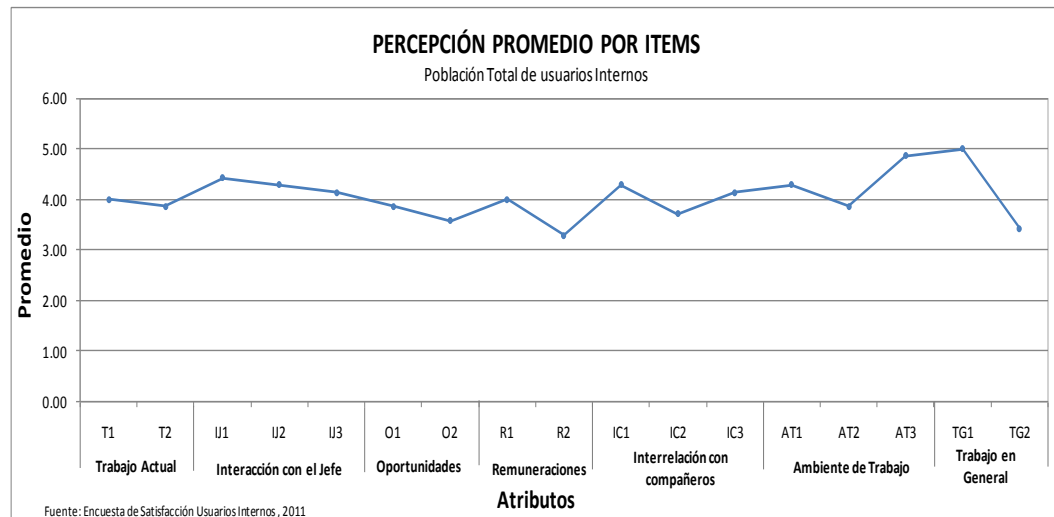 PERCEPCIÓN PROMEDIO POR ITEMS
Población Total de usuarios Internos
Promedio
6.00
5.00
4.00
3.00
2.00
1.00
0.00
T1 T2 IJ1 IJ2 IJ3 O1 O2 R1 R2 IC1 IC2 IC3 AT1 AT2 AT3 TG1 TG2
Trabajo Actual Interacción con el Jefe Oportunidades Remuneraciones Interrelación con compañeros Ambiente de Trabajo Trabajo en General
Atributos
Fuente: Encuesta de Satisfacción Usuarios Internos , 2011